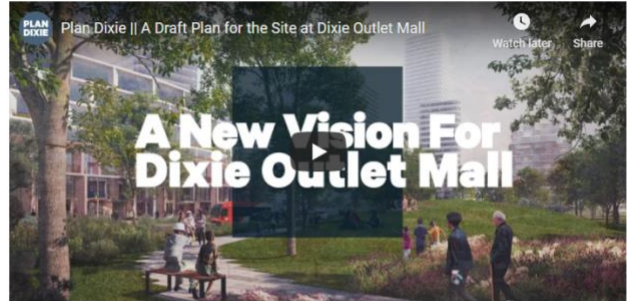 PLAN
DIXIE
Plan Dixie || A Draft Plan for the Site at Dixie Outlet Mall
Watch later
Share
A New Vision For
Dixie Outlet Mall